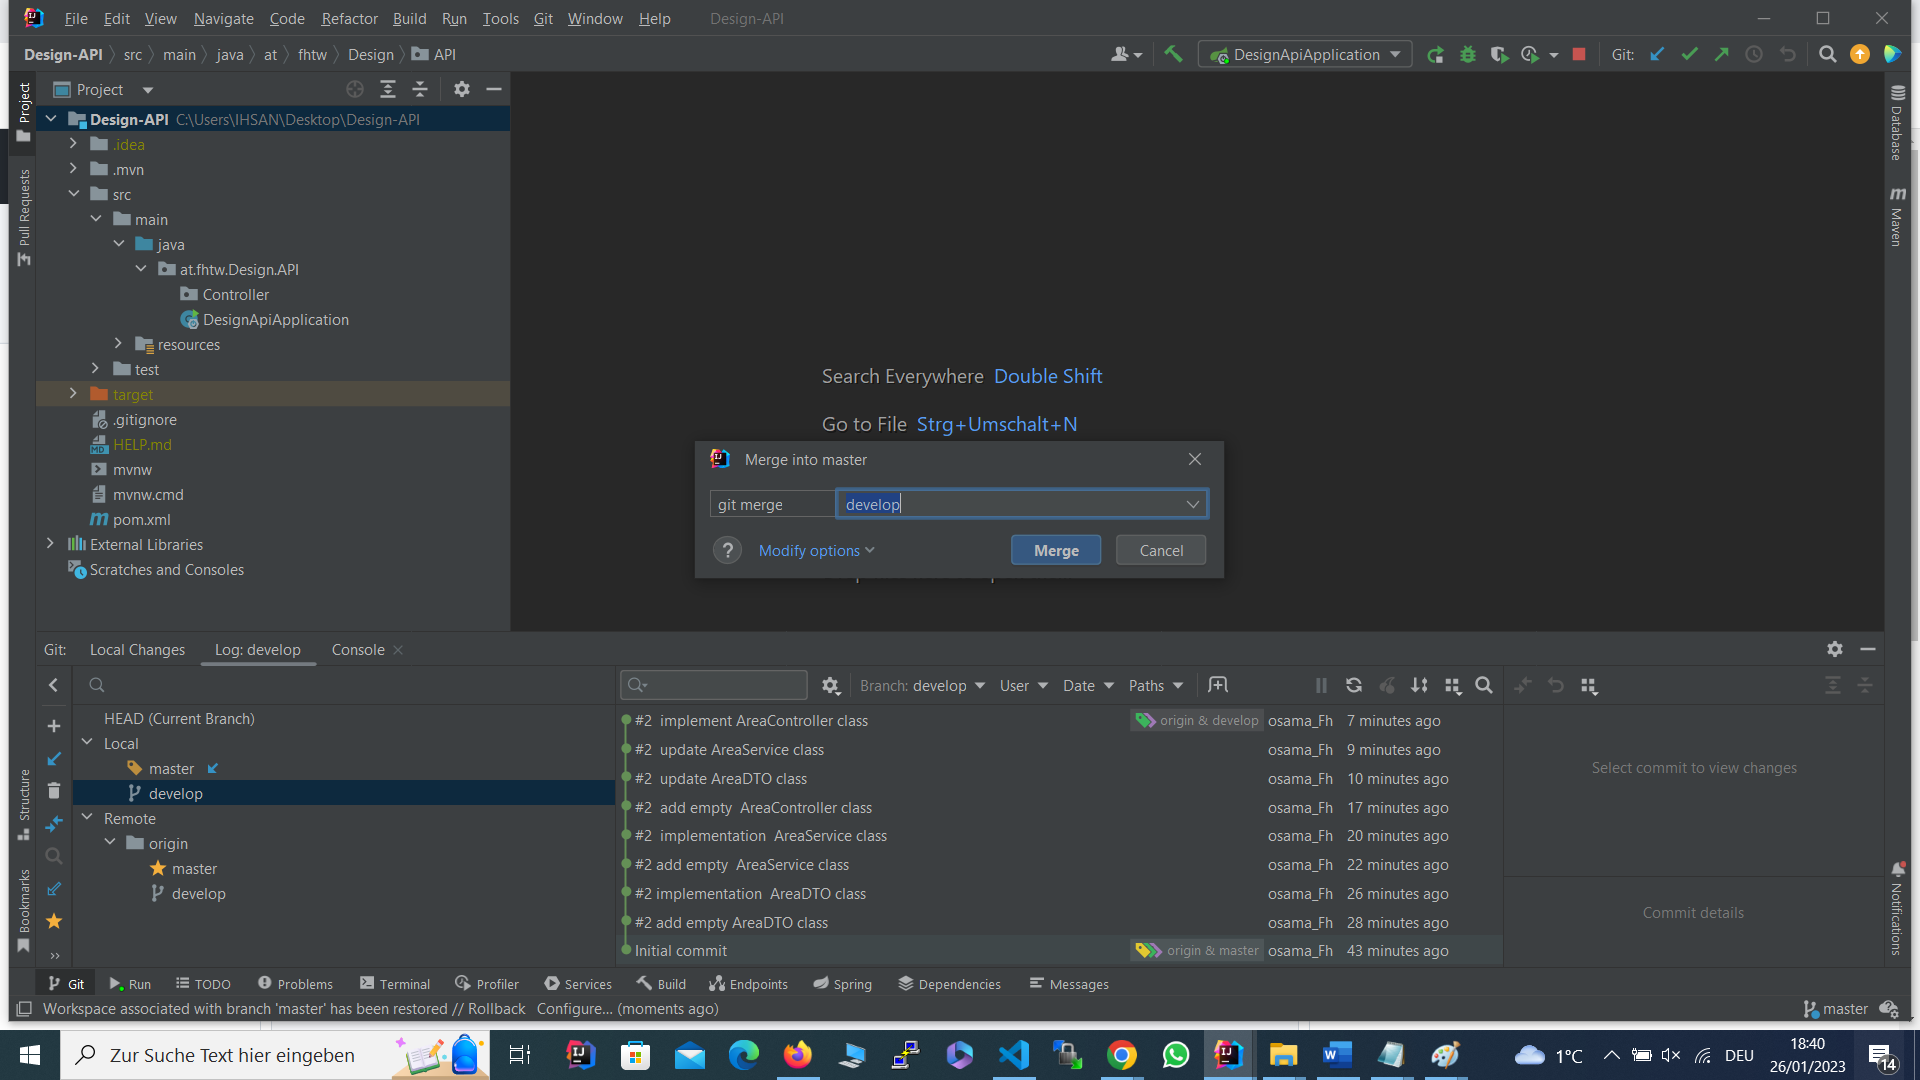 File Edit View Navigate Code Refactor Build Run Tools Git Window Help Design-API
Design-API src main java at fhtw Design API DesignApiApplication Git:
Project
Design-API C:\Users\IHSAN\Desktop\Design-API
.idea
.mvn
src
main
java
at.fhtw.Design.API
Controller
DesignApiApplication
resources
test
target
.gitignore
HELP.md
mvnw
mvnw.cmd
pom.xml
External Libraries
Scratches and Consoles
Project
Pull Requests
Structure
Bookmarks
Search Everywhere Double Shift
Go to File Strg+Umschalt+N
Merge into master
git merge develop
? Modify options Merge Cancel
Database
Maven
Notifications
Git: Local Changes Log: develop Console
Branch: develop User Date Paths
HEAD (Current Branch)
Local
master
develop
Remote
origin
master
develop
#2 implement AreaController class origin & develop osama_Fh 7 minutes ago
#2 update AreaService class osama_Fh 9 minutes ago
#2 update AreaDTO class osama_Fh 10 minutes ago
#2 add empty AreaController class osama_Fh 17 minutes ago
#2 implementation AreaService class osama_Fh 20 minutes ago
#2 add empty AreaService class osama_Fh 22 minutes ago
#2 implementation AreaDTO class osama_Fh 26 minutes ago
#2 add empty AreaDTO class osama_Fh 28 minutes ago
Initial commit origin & master osama_Fh 43 minutes ago
Select commit to view changes
Commit details
Git Run TODO Problems Terminal Profiler Services Build Endpoints Spring Dependencies Messages
Workspace associated with branch 'master' has been restored // Rollback Configure... (moments ago) master
Zur Suche Text hier eingeben 1°C DEU 18:40
26/01/2023 14